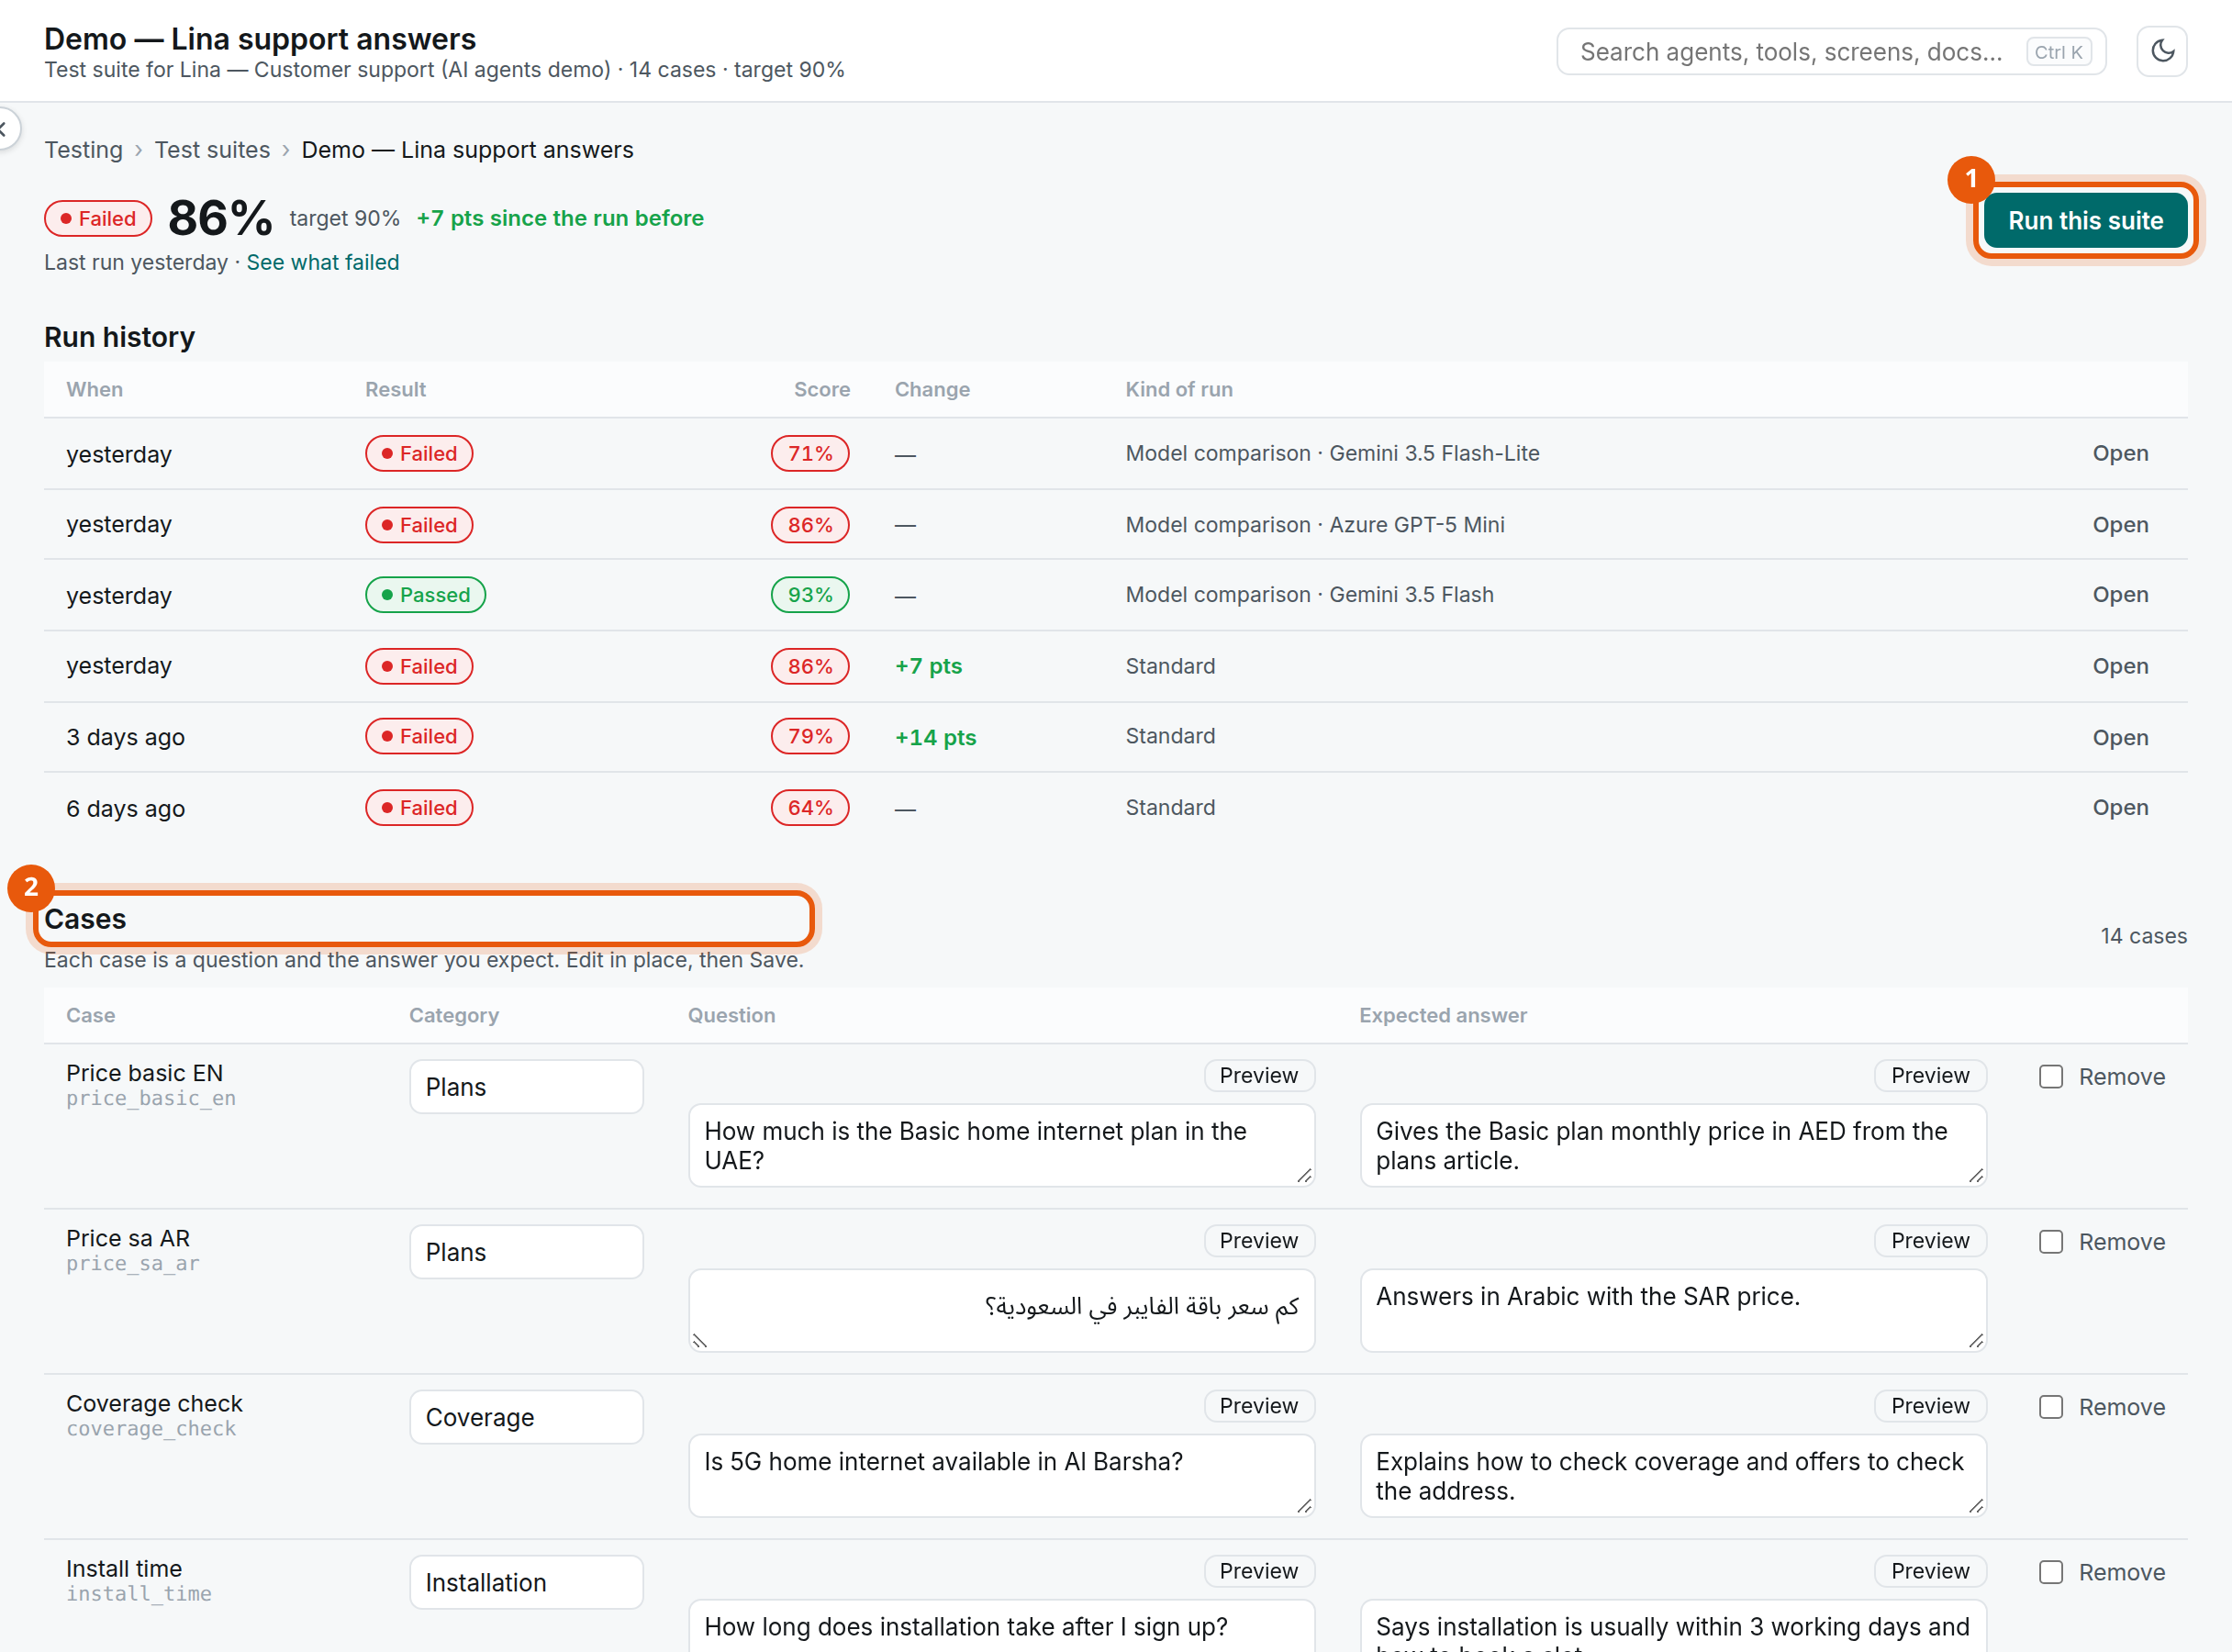 Demo — Lina support answers
Test suite for Lina — Customer support (AI agents demo) · 14 cases · target 90%
Search agents, tools, screens, docs... Ctrl K
Testing › Test suites › Demo — Lina support answers
1
Failed 86% target 90% +7 pts since the run before
Run this suite
Last run yesterday · See what failed
Run history
When Result Score Change Kind of run
yesterday Failed 71% — Model comparison · Gemini 3.5 Flash-Lite Open
yesterday Failed 86% — Model comparison · Azure GPT-5 Mini Open
yesterday Passed 93% — Model comparison · Gemini 3.5 Flash Open
yesterday Failed 86% +7 pts Standard Open
3 days ago Failed 79% +14 pts Standard Open
6 days ago Failed 64% — Standard Open
2
Cases
14 cases
Each case is a question and the answer you expect. Edit in place, then Save.
Case Category Question Expected answer
Price basic EN
price_basic_en
Plans
Preview
How much is the Basic home internet plan in the
UAE?
Preview
Gives the Basic plan monthly price in AED from the
plans article.
Remove
Price sa AR
price_sa_ar
Plans
Preview
كم سعر باقة الفايبر في السعودية؟
Preview
Answers in Arabic with the SAR price.
Remove
Coverage check
coverage_check
Coverage
Preview
Is 5G home internet available in Al Barsha?
Preview
Explains how to check coverage and offers to check
the address.
Remove
Install time
install_time
Installation
Preview
How long does installation take after I sign up?
Preview
Says installation is usually within 3 working days and
Remove